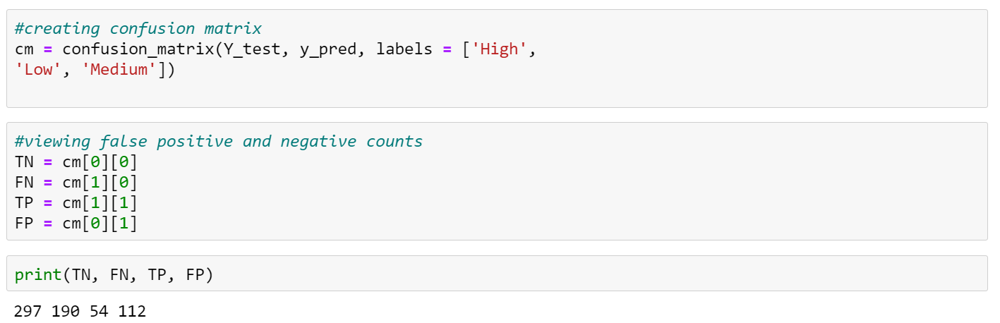 #creating confusion matrix
cm = confusion_matrix(Y_test, y_pred, labels = ['High',
'Low', 'Medium'])
#viewing false positive and negative counts
TN = cm[0][0]
FN = cm[1][0]
TP = cm[1][1]
FP = cm[0][1]
print(TN, FN, TP, FP)
297 190 54 112